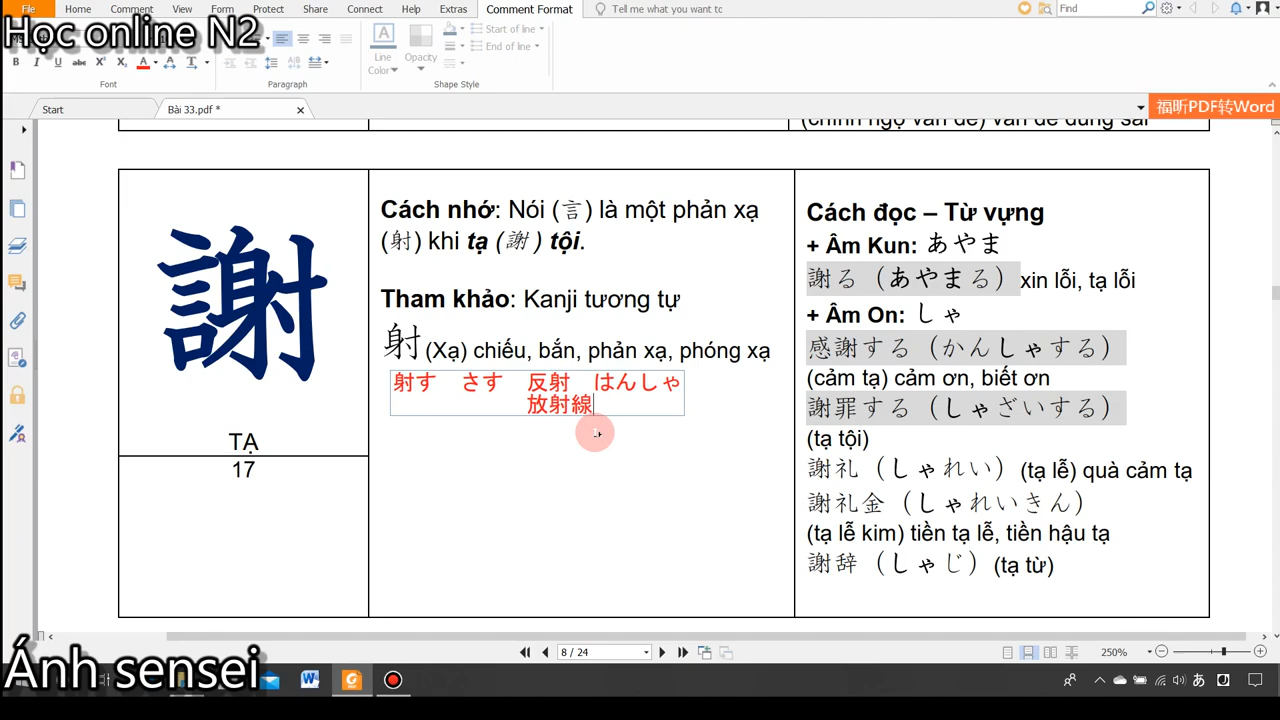 File Home Comment View Form Protect Share Connect Help Extras Comment Format Tell me what you want tc Find
Học online N2
Line Color Opacity Start of line End of line
Font Paragraph Shape Style
Start Bài 33.pdf * 福昕PDF转Word
謝
TẠ
17
Cách nhớ: Nói (言) là một phản xạ
(射) khi tạ (謝) tội.
Tham khảo: Kanji tương tự
射 (Xạ) chiếu, bắn, phản xạ, phóng xạ
射す さす 反射 はんしゃ
放射線
Cách đọc – Từ vựng
+ Âm Kun: あやま
謝る（あやまる） xin lỗi, tạ lỗi
+ Âm On: しゃ
感謝する（かんしゃする）
(cảm tạ) cảm ơn, biết ơn
謝罪する（しゃざいする）
(tạ tội)
謝礼（しゃれい） (tạ lễ) quà cảm tạ
謝礼金（しゃれいきん）
(tạ lễ kim) tiền tạ lễ, tiền hậu tạ
謝辞（しゃじ） (tạ từ)
8 / 24 250%
Ánh sensei